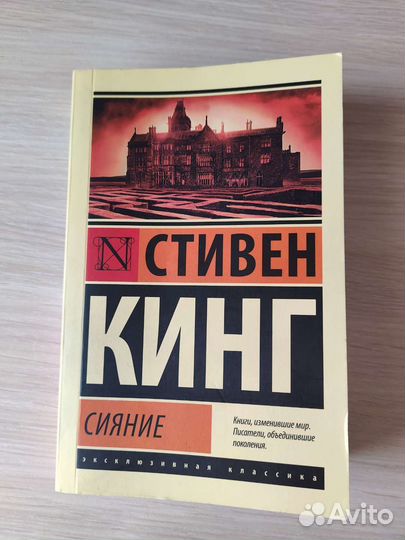 N
СТИВЕН
КИНГ
СИЯНИЕ
Книги, изменившие мир.
Писатели, объединившие
поколения.
эксклюзивная классика
Avito